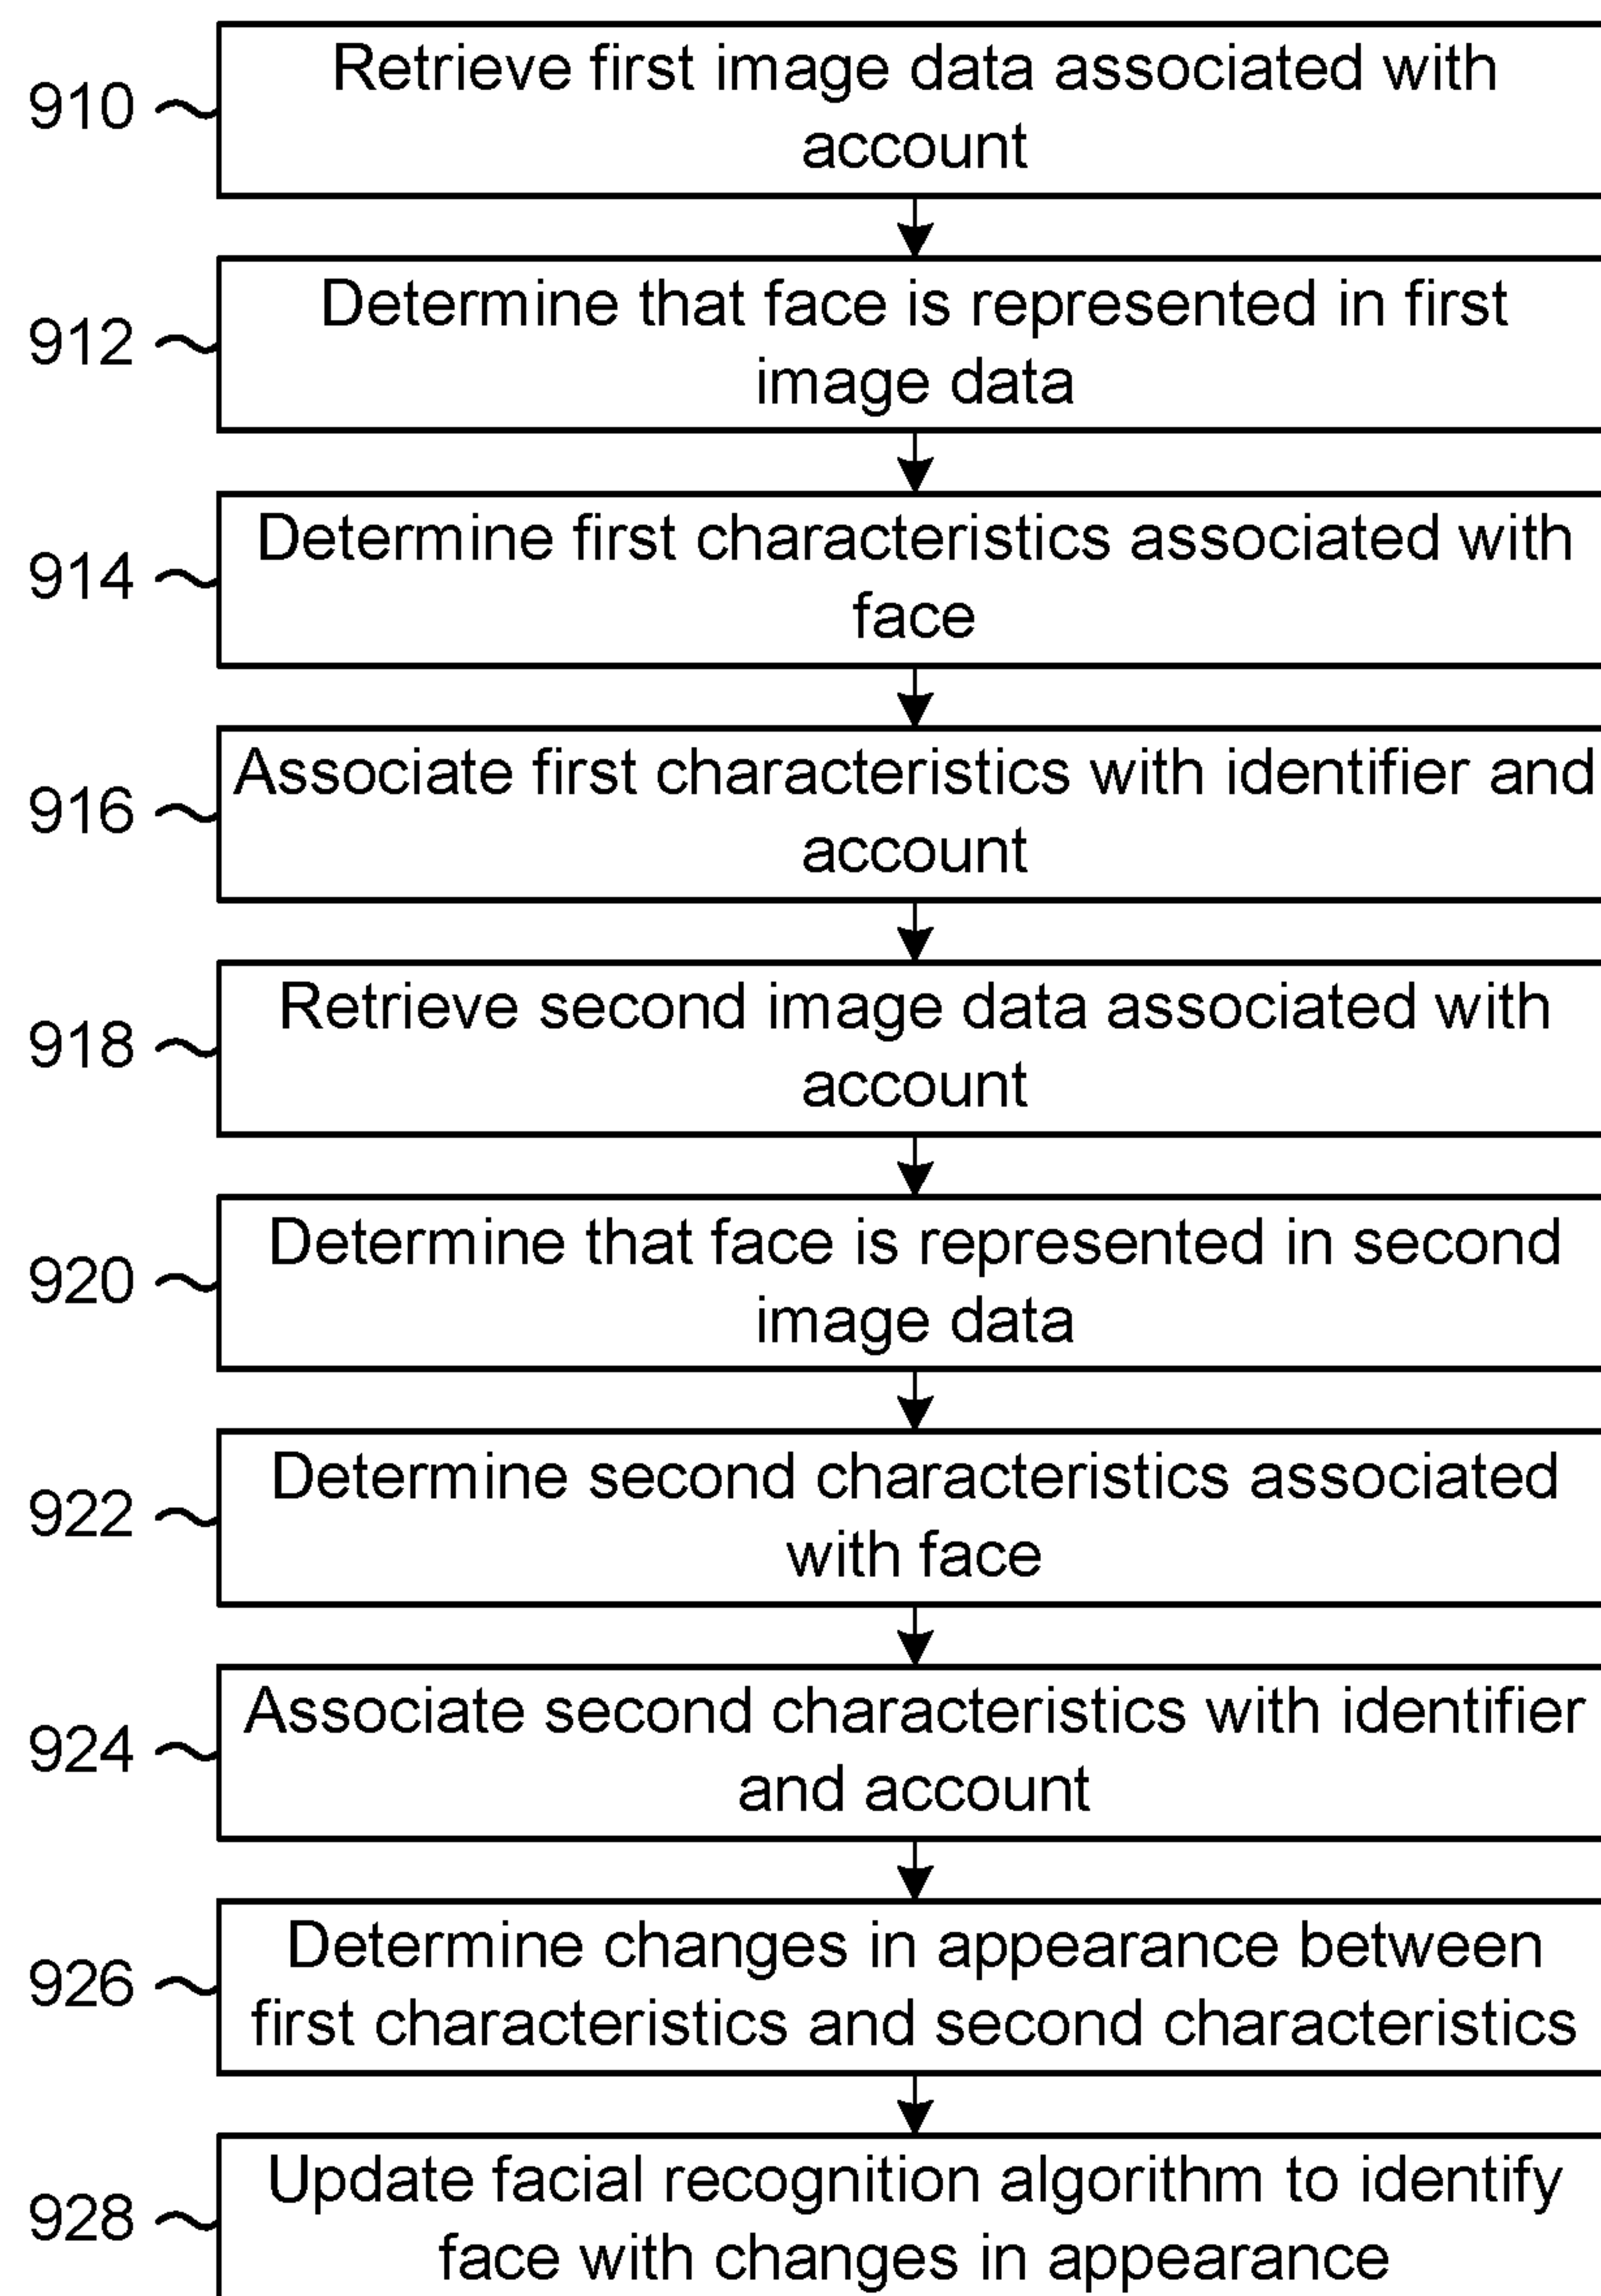 910
Retrieve first image data associated with
account
912
Determine that face is represented in first
image data
914
Determine first characteristics associated with
face
916
Associate first characteristics with identifier and
account
918
Retrieve second image data associated with
account
920
Determine that face is represented in second
image data
922
Determine second characteristics associated
with face
924
Associate second characteristics with identifier
and account
926
Determine changes in appearance between
first characteristics and second characteristics
928
Update facial recognition algorithm to identify
face with changes in appearance